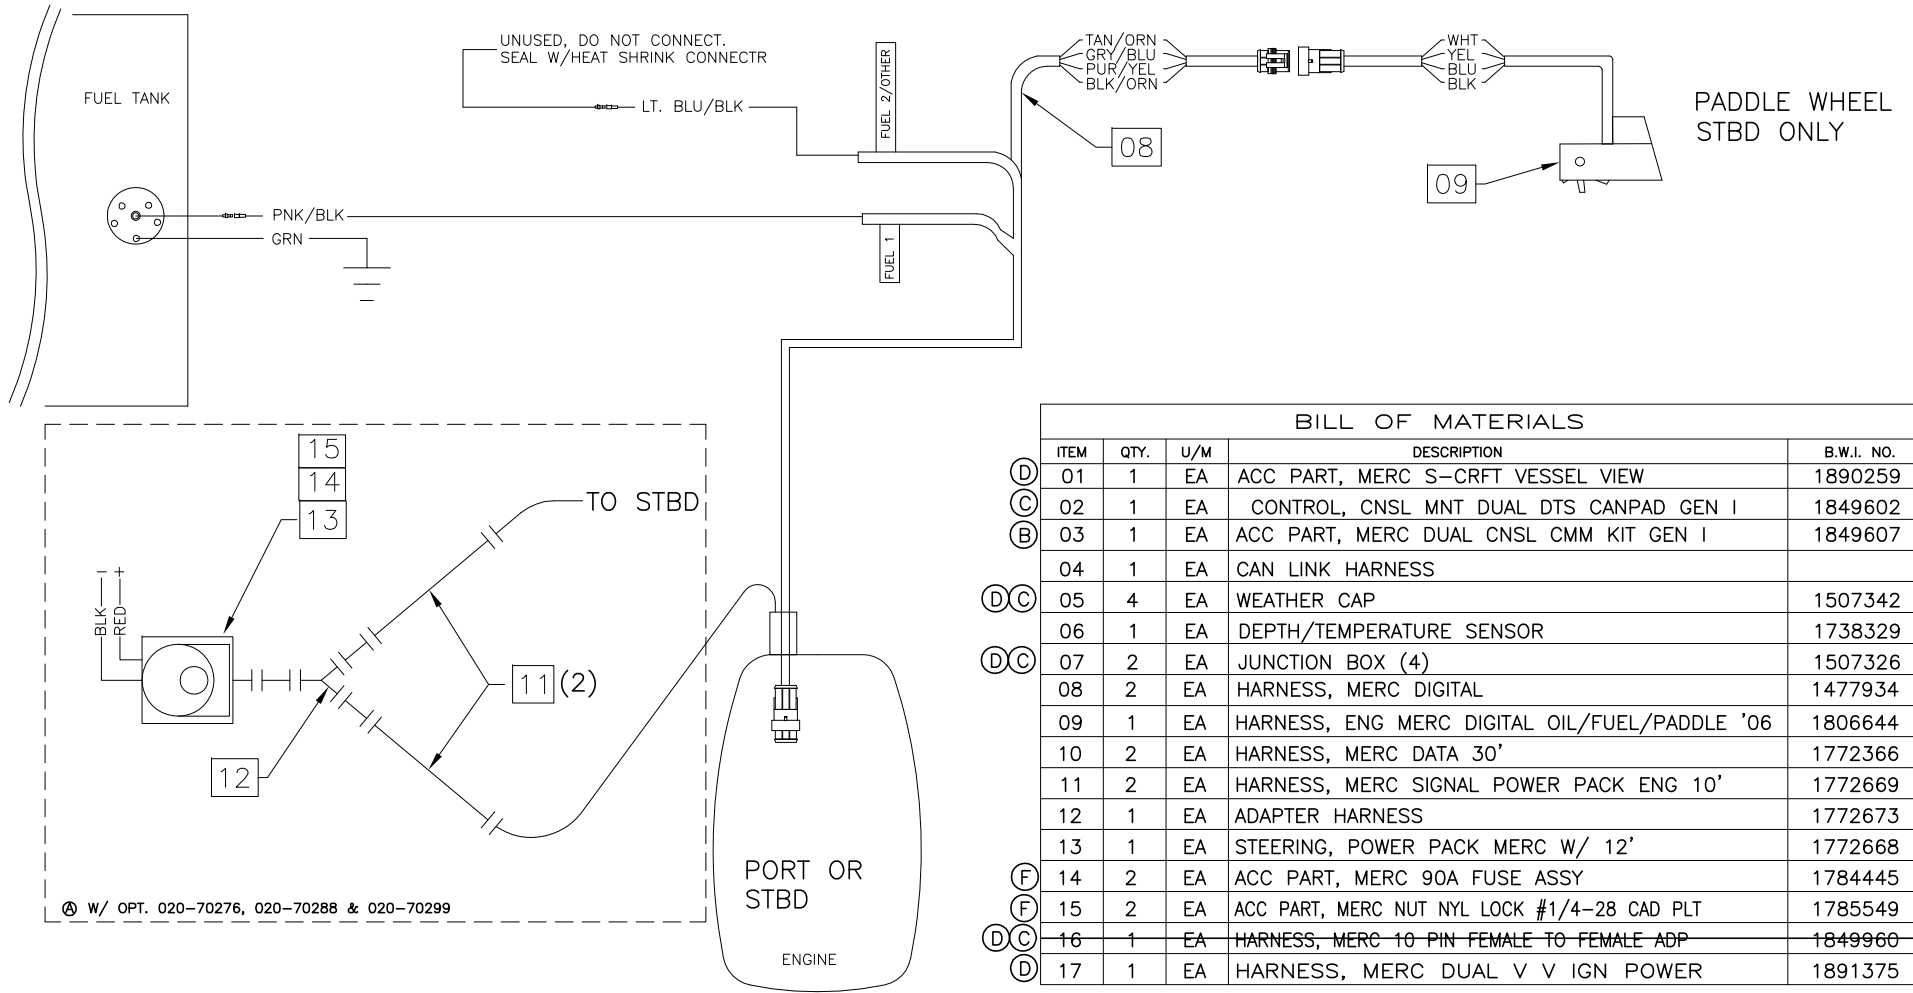 UNUSED, DO NOT CONNECT.
SEAL W/HEAT SHRINK CONNECTR
FUEL TANK
LT. BLU/BLK
FUEL 2/OTHER
TAN/ORN
GRY/BLU
PUR/YEL
BLK/ORN
WHT
YEL
BLU
BLK
PADDLE WHEEL
STBD ONLY
08
09
PNK/BLK
GRN
FUEL 1
15
14
13
TO STBD
BLK – 
RED +
11 (2)
12
Ⓐ W/ OPT. 020-70276, 020-70288 & 020-70299
PORT OR
STBD
ENGINE
BILL OF MATERIALS
ITEM QTY. U/M DESCRIPTION B.W.I. NO.
Ⓓ 01 1 EA ACC PART, MERC S-CRFT VESSEL VIEW 1890259
Ⓒ 02 1 EA CONTROL, CNSL MNT DUAL DTS CANPAD GEN I 1849602
Ⓑ 03 1 EA ACC PART, MERC DUAL CNSL CMM KIT GEN I 1849607
04 1 EA CAN LINK HARNESS
ⒹⒸ 05 4 EA WEATHER CAP 1507342
06 1 EA DEPTH/TEMPERATURE SENSOR 1738329
ⒹⒸ 07 2 EA JUNCTION BOX (4) 1507326
08 2 EA HARNESS, MERC DIGITAL 1477934
09 1 EA HARNESS, ENG MERC DIGITAL OIL/FUEL/PADDLE '06 1806644
10 2 EA HARNESS, MERC DATA 30' 1772366
11 2 EA HARNESS, MERC SIGNAL POWER PACK ENG 10' 1772669
12 1 EA ADAPTER HARNESS 1772673
13 1 EA STEERING, POWER PACK MERC W/ 12' 1772668
Ⓕ 14 2 EA ACC PART, MERC 90A FUSE ASSY 1784445
Ⓕ 15 2 EA ACC PART, MERC NUT NYL LOCK #1/4-28 CAD PLT 1785549
ⒹⒸ 16 1 EA HARNESS, MERC 10 PIN FEMALE TO FEMALE ADP 1849960
Ⓓ 17 1 EA HARNESS, MERC DUAL V V IGN POWER 1891375